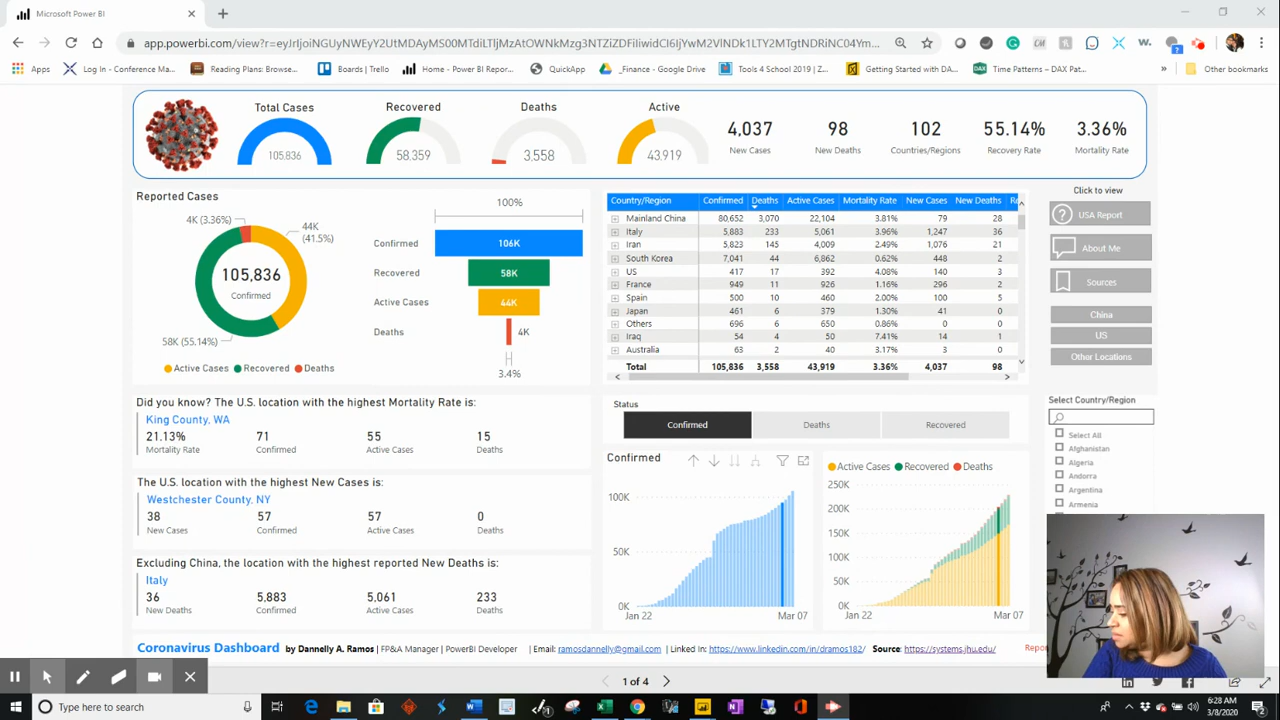 Microsoft Power BI
app.powerbi.com/view?r=eyJrIjoiNGUyNWEyY2UtMDAyMS00MTdiLTljMzAtOWNkMzg3NTZiZDFiIiwidCI6IjYwM2VlNDk1LTY2MTgtNDRiNC04Ym...
Apps
Log In - Conference Ma...
Reading Plans: Browse...
Boards | Trello
Home - Power BI Repor...
QuickApp
_Finance - Google Drive
Tools 4 School 2019 | Z...
Getting Started with DA...
Time Patterns – DAX Pat...
»
Other bookmarks
Total Cases
105,836
Recovered
58,359
Deaths
3,558
Active
43,919
4,037
New Cases
98
New Deaths
102
Countries/Regions
55.14%
Recovery Rate
3.36%
Mortality Rate
Reported Cases
4K (3.36%)
44K
(41.5%)
105,836
Confirmed
58K (55.14%)
Active Cases Recovered Deaths
100%
Confirmed 106K
Recovered 58K
Active Cases 44K
Deaths 4K
3.4%
Country/Region Confirmed Deaths Active Cases Mortality Rate New Cases New Deaths Re
Mainland China 80,652 3,070 22,104 3.81% 79 28
Italy 5,883 233 5,061 3.96% 1,247 36
Iran 5,823 145 4,009 2.49% 1,076 21
South Korea 7,041 44 6,862 0.62% 448 2
US 417 17 392 4.08% 140 3
France 949 11 926 1.16% 296 2
Spain 500 10 460 2.00% 100 5
Japan 461 6 379 1.30% 41 0
Others 696 6 650 0.86% 0 0
Iraq 54 4 50 7.41% 14 1
Australia 63 2 40 3.17% 3 0
Total 105,836 3,558 43,919 3.36% 4,037 98
Click to view
USA Report
About Me
Sources
China
US
Other Locations
Did you know? The U.S. location with the highest Mortality Rate is:
King County, WA
21.13% 71 55 15
Mortality Rate Confirmed Active Cases Deaths
The U.S. location with the highest New Cases is:
Westchester County, NY
38 57 57 0
New Cases Confirmed Active Cases Deaths
Excluding China, the location with the highest reported New Deaths is:
Italy
36 5,883 5,061 233
New Deaths Confirmed Active Cases Deaths
Status
Confirmed Deaths Recovered
Confirmed
100K
50K
0K
Jan 22 Mar 07
Active Cases Recovered Deaths
250K
200K
150K
100K
50K
0K
Jan 22 Mar 07
Select Country/Region
Select All
Afghanistan
Algeria
Andorra
Argentina
Armenia
Coronavirus Dashboard by Dannelly A. Ramos | FP&A Manager | PowerBI Developer | Email: ramosdannelly@gmail.com | Linked In: https://www.linkedin.com/in/dramos182/ Source: https://systems.jhu.edu/ Repor
1 of 4
Type here to search
6:28 AM
3/8/2020